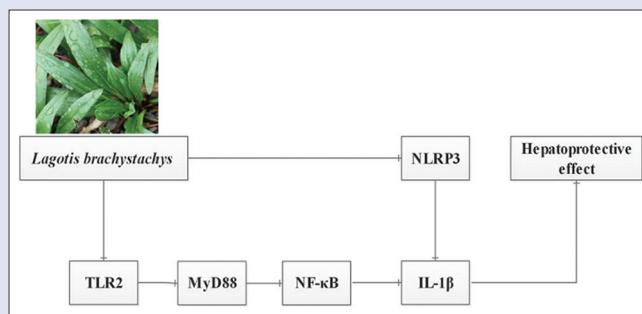 Lagotis brachystachys
NLRP3
Hepatoprotective
effect
TLR2
MyD88
NF-κB
IL-1β